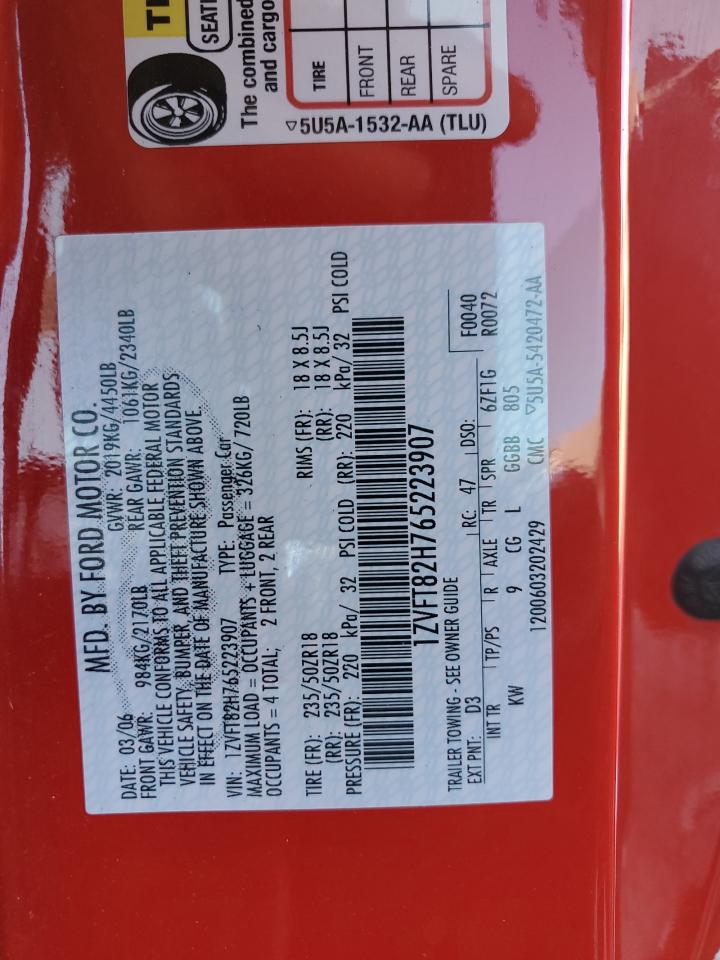 TI
SEATI
The combined
and cargo
TIRE
FRONT
REAR
SPARE
▽5U5A-1532-AA (TLU)
MFD. BY FORD MOTOR CO.
DATE: 03/06 GVWR: 2019KG/4450LB
FRONT GAWR: 984KG/2170LB REAR GAWR: 1061KG/2340LB
THIS VEHICLE CONFORMS TO ALL APPLICABLE FEDERAL MOTOR
VEHICLE SAFETY, BUMPER, AND THEFT PREVENTION STANDARDS
IN EFFECT ON THE DATE OF MANUFACTURE SHOWN ABOVE.
VIN: 1ZVFT82H765223907 TYPE: Passenger Car
MAXIMUM LOAD = OCCUPANTS + LUGGAGE = 326KG/ 720LB
OCCUPANTS = 4 TOTAL; 2 FRONT, 2 REAR
TIRE (FR): 235/50ZR18 RIMS (FR): 18 X 8.5J
(RR): 235/50ZR18 (RR): 18 X 8.5J
PRESSURE (FR): 220 kPa/ 32 PSI COLD (RR): 220 kPa/ 32 PSI COLD
1ZVFT82H765223907
TRAILER TOWING - SEE OWNER GUIDE F0040
EXT PNT: D3 RC: 47 DSO: R0072
INT TR TP/PS R AXLE TR SPR 6ZF1G
KW 9 CG L GGBB 805
1200603202429 CMC ▽5U5A-5420472-AA